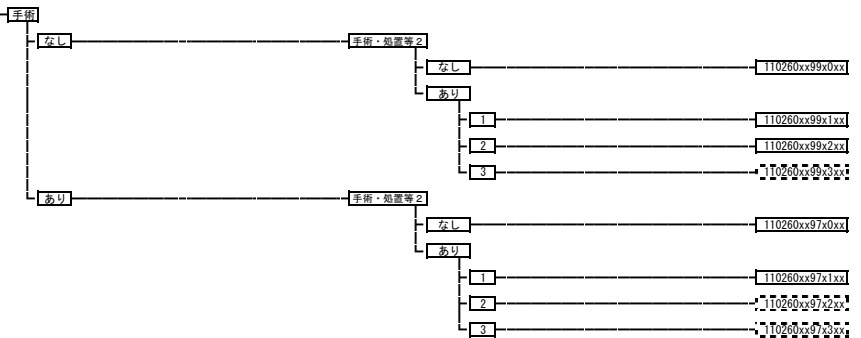 手術
なし
手術・処置等2
なし
110260xx99x0xx
あり
1
110260xx99x1xx
2
110260xx99x2xx
3
110260xx99x3xx
あり
手術・処置等2
なし
110260xx97x0xx
あり
1
110260xx97x1xx
2
110260xx97x2xx
3
110260xx97x3xx